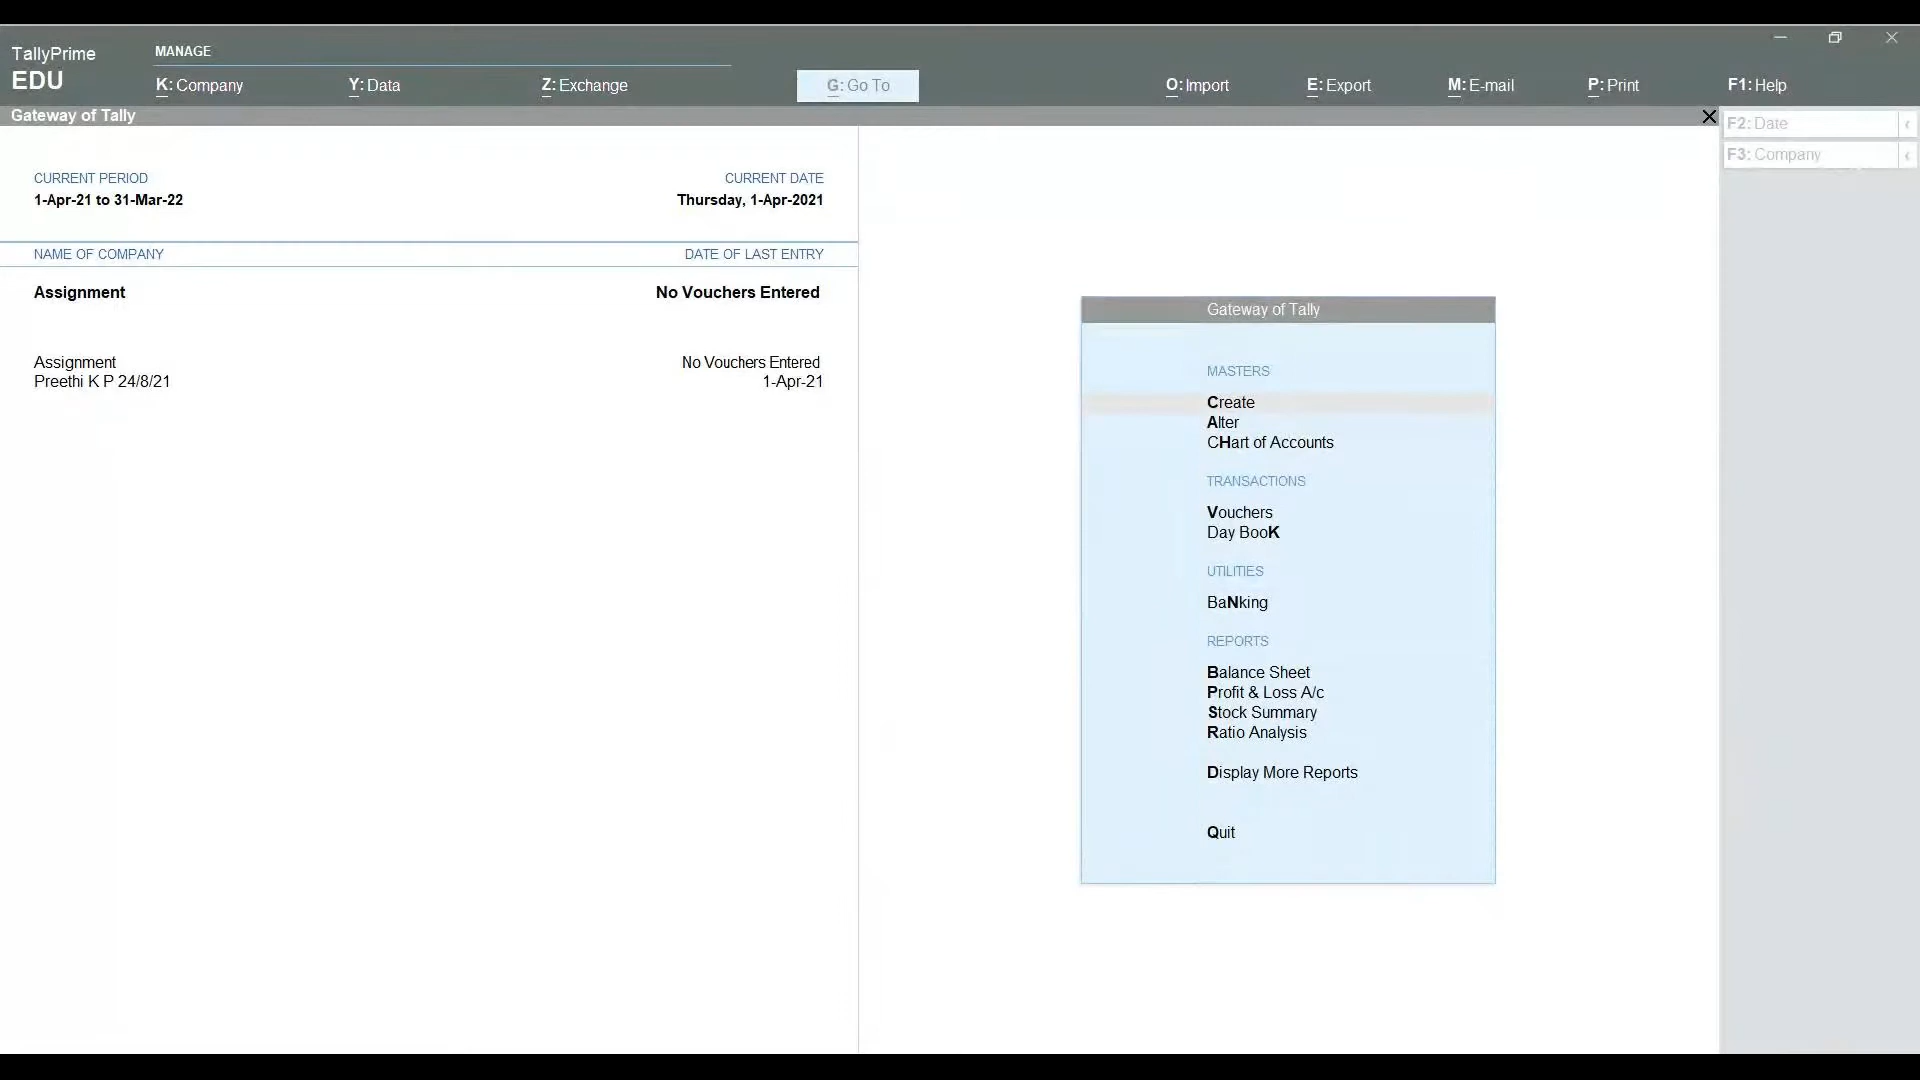 TallyPrime
EDU
MANAGE
K: Company
Y: Data
Z: Exchange
G: Go To
O: Import
E: Export
M: E-mail
P: Print
F1: Help
Gateway of Tally
F2: Date
F3: Company
CURRENT PERIOD
CURRENT DATE
1-Apr-21 to 31-Mar-22
Thursday, 1-Apr-2021
NAME OF COMPANY
DATE OF LAST ENTRY
Assignment
No Vouchers Entered
Assignment
No Vouchers Entered
Preethi K P 24/8/21
1-Apr-21
Gateway of Tally
MASTERS
Create
Alter
CHart of Accounts
TRANSACTIONS
Vouchers
Day BooK
UTILITIES
BaNking
REPORTS
Balance Sheet
Profit & Loss A/c
Stock Summary
Ratio Analysis
Display More Reports
Quit